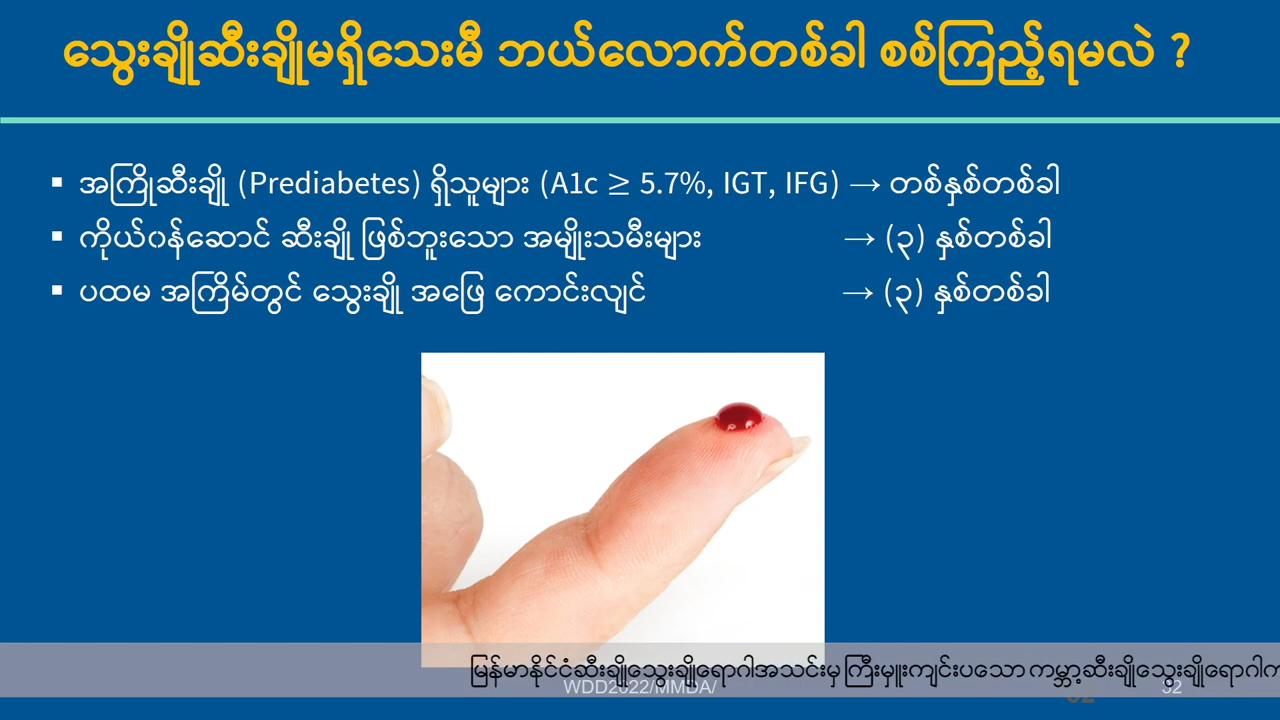 သွေးချိုဆီးချိုမရှိသေးမီ ဘယ်လောက်တစ်ခါ စစ်ကြည့်ရမလဲ ?
▪ အကြိုဆီးချို (Prediabetes) ရှိသူများ (A1c ≥ 5.7%, IGT, IFG) → တစ်နှစ်တစ်ခါ
▪ ကိုယ်ဝန်ဆောင် ဆီးချို ဖြစ်ဘူးသော အမျိုးသမီးများ → (၃) နှစ်တစ်ခါ
▪ ပထမ အကြိမ်တွင် သွေးချို အဖြေ ကောင်းလျင် → (၃) နှစ်တစ်ခါ
မြန်မာနိုင်ငံဆီးချိုသွေးချိုရောဂါအသင်းမှ ကြီးမှူးကျင်းပသော ကမ္ဘာ့ဆီးချိုသွေးချိုရောဂါ
WDD2022/MMDA/ 32